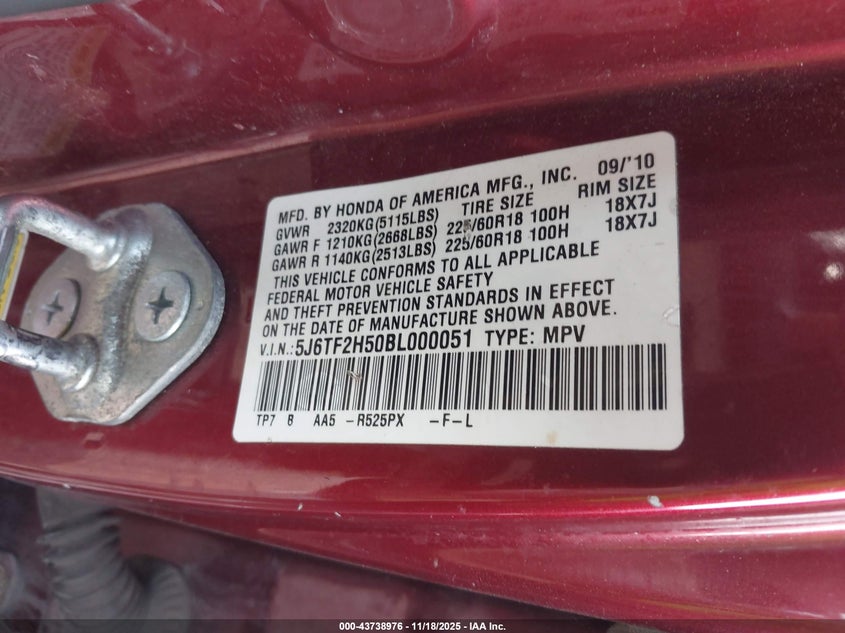 MFD. BY HONDA OF AMERICA MFG., INC. 09/'10
GVWR 2320KG(5115LBS) TIRE SIZE RIM SIZE
GAWR F 1210KG(2668LBS) 225/60R18 100H 18X7J
GAWR R 1140KG(2513LBS) 225/60R18 100H 18X7J
THIS VEHICLE CONFORMS TO ALL APPLICABLE
FEDERAL MOTOR VEHICLE SAFETY
AND THEFT PREVENTION STANDARDS IN EFFECT
ON THE DATE OF MANUFACTURE SHOWN ABOVE.
V.I.N.:5J6TF2H50BL000051 TYPE: MPV
TP7 B AA5 -R525PX -F-L
000-43738976 - 11/18/2025 - IAA Inc.